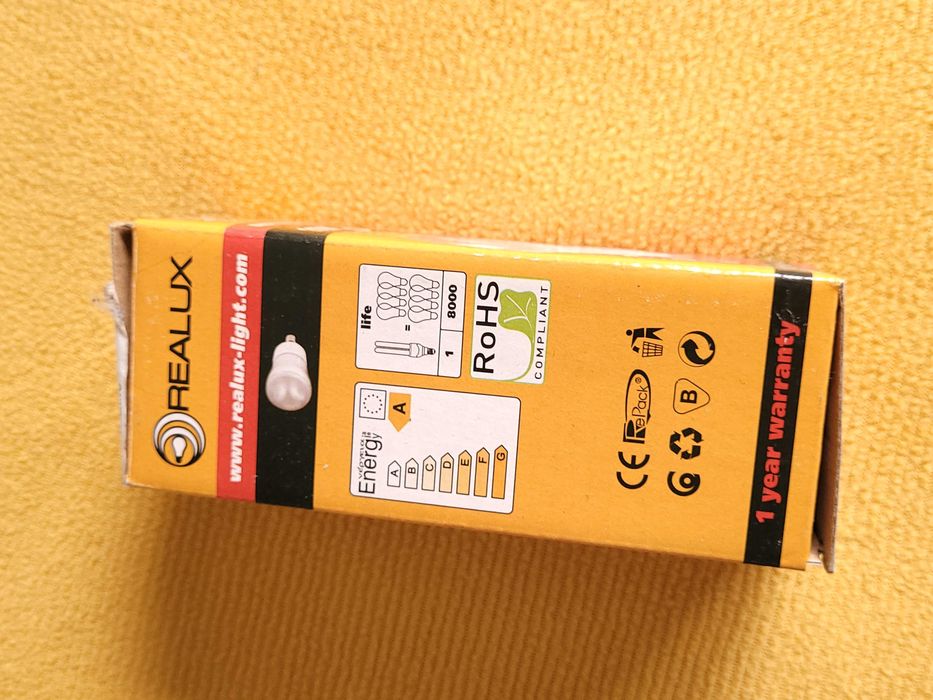 REALUX
www.realux-light.com
life
=
1
8000
RoHS
COMPLIANT
Energy
A
A
B
C
D
E
F
G
CE
RePack®
B
1 year warranty